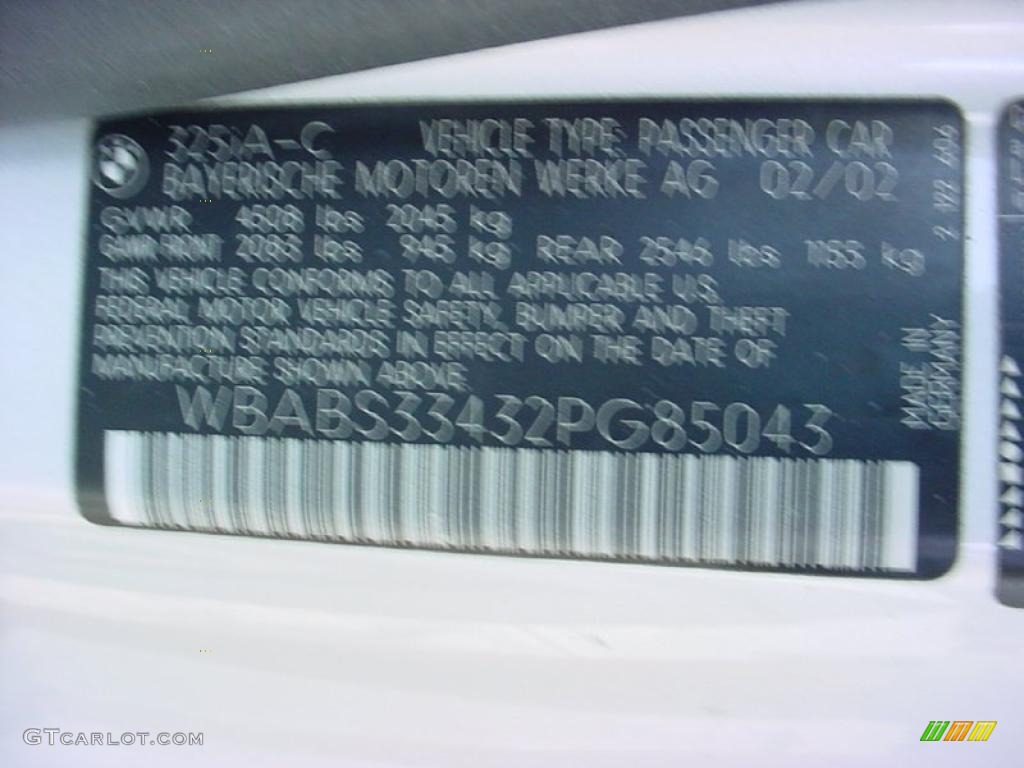 325iA-C VEHICLE TYPE: PASSENGER CAR
BAYERISCHE MOTOREN WERKE AG 02/02
GVWR 4508 lbs 2045 kg
GAWR FRONT 2083 lbs 945 kg REAR 2546 lbs 1155 kg
THIS VEHICLE CONFORMS TO ALL APPLICABLE U.S.
FEDERAL MOTOR VEHICLE SAFETY, BUMPER AND THEFT
PREVENTION STANDARDS IN EFFECT ON THE DATE OF
MANUFACTURE SHOWN ABOVE
WBABS33432PG85043
2 192 606
MADE IN
GERMANY
GTCARLOT.COM